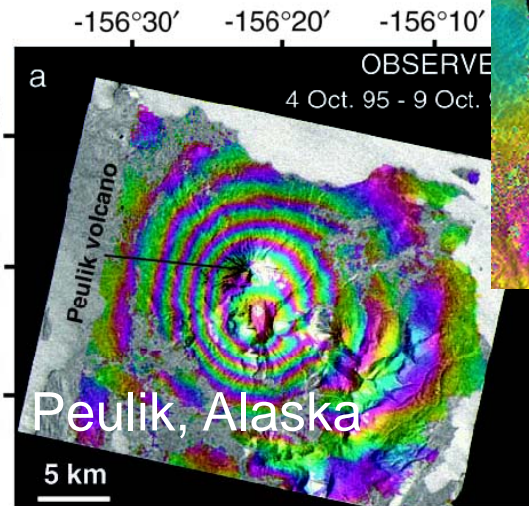 -156°30′ -156°20′ -156°10′
a
OBSERVE
4 Oct. 95 - 9 Oct.
Peulik volcano
Peulik, Alaska
5 km